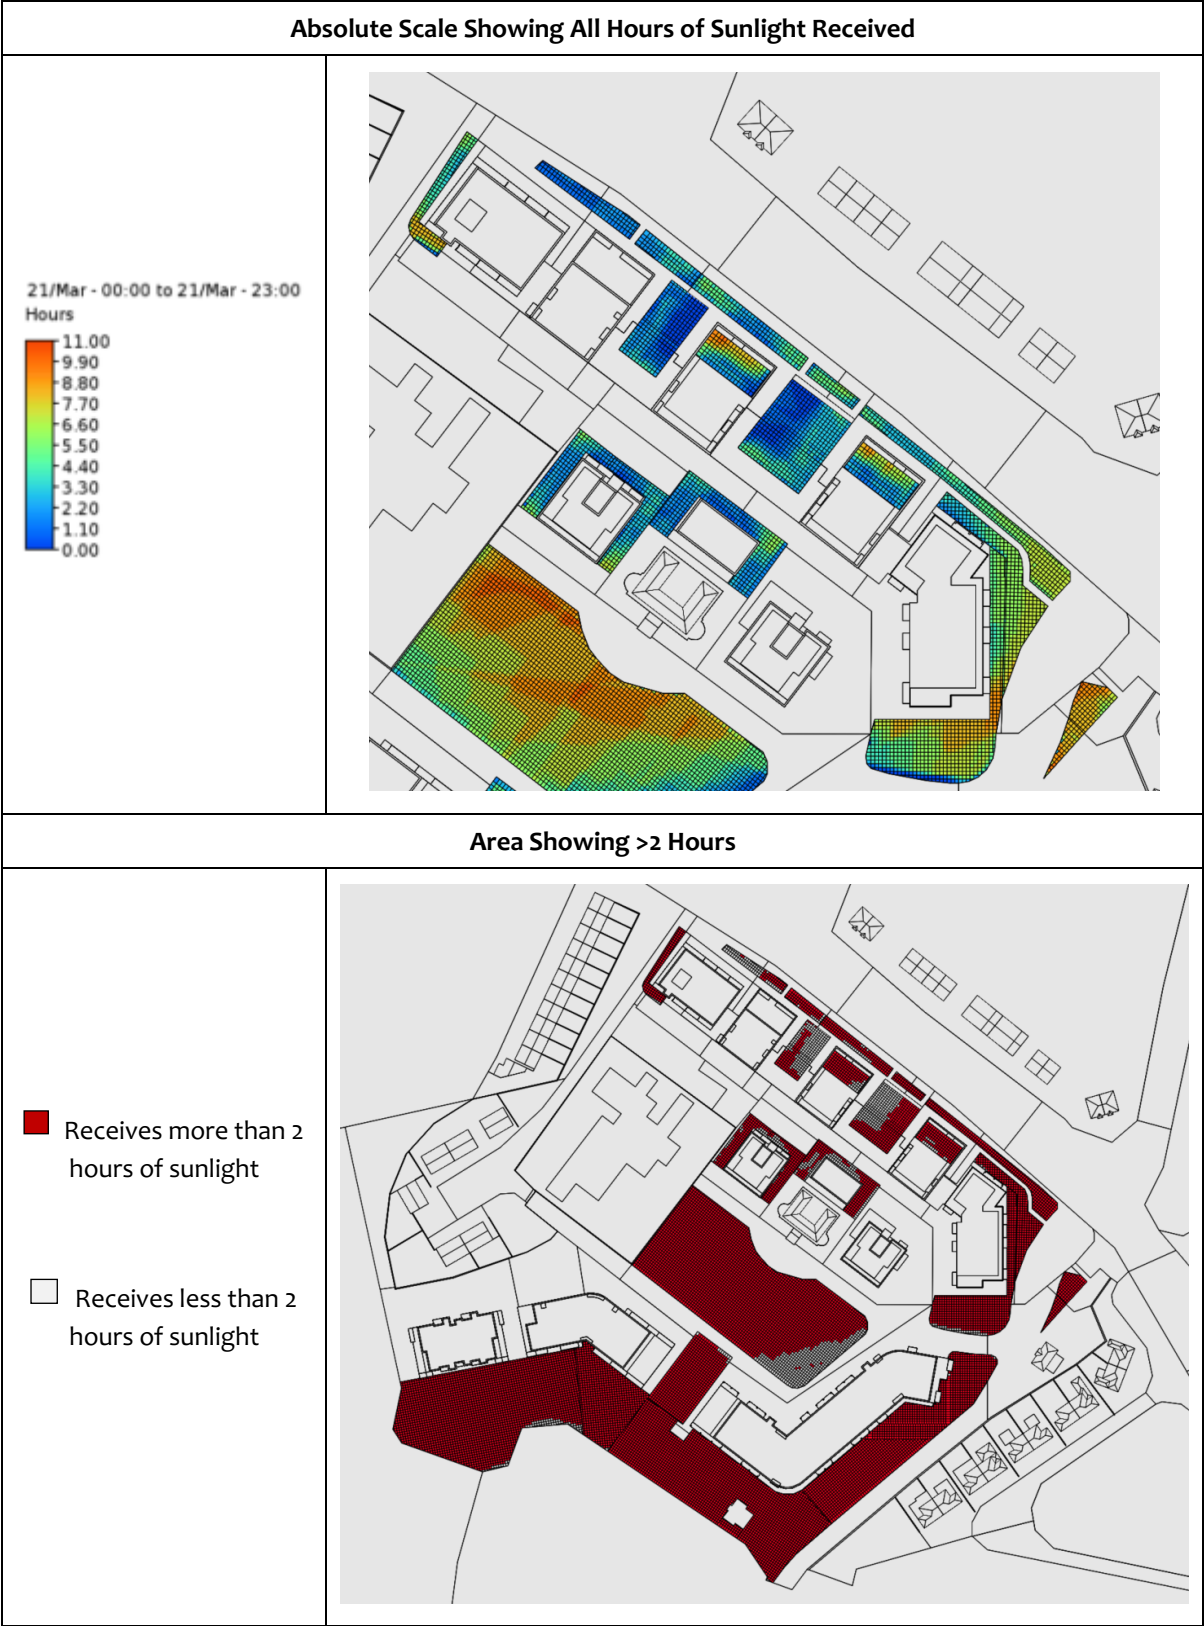 Absolute Scale Showing All Hours of Sunlight Received
21/Mar - 00:00 to 21/Mar - 23:00
Hours
11.00
9.90
8.80
7.70
6.60
5.50
4.40
3.30
2.20
1.10
0.00
Area Showing >2 Hours
Receives more than 2
hours of sunlight
Receives less than 2
hours of sunlight